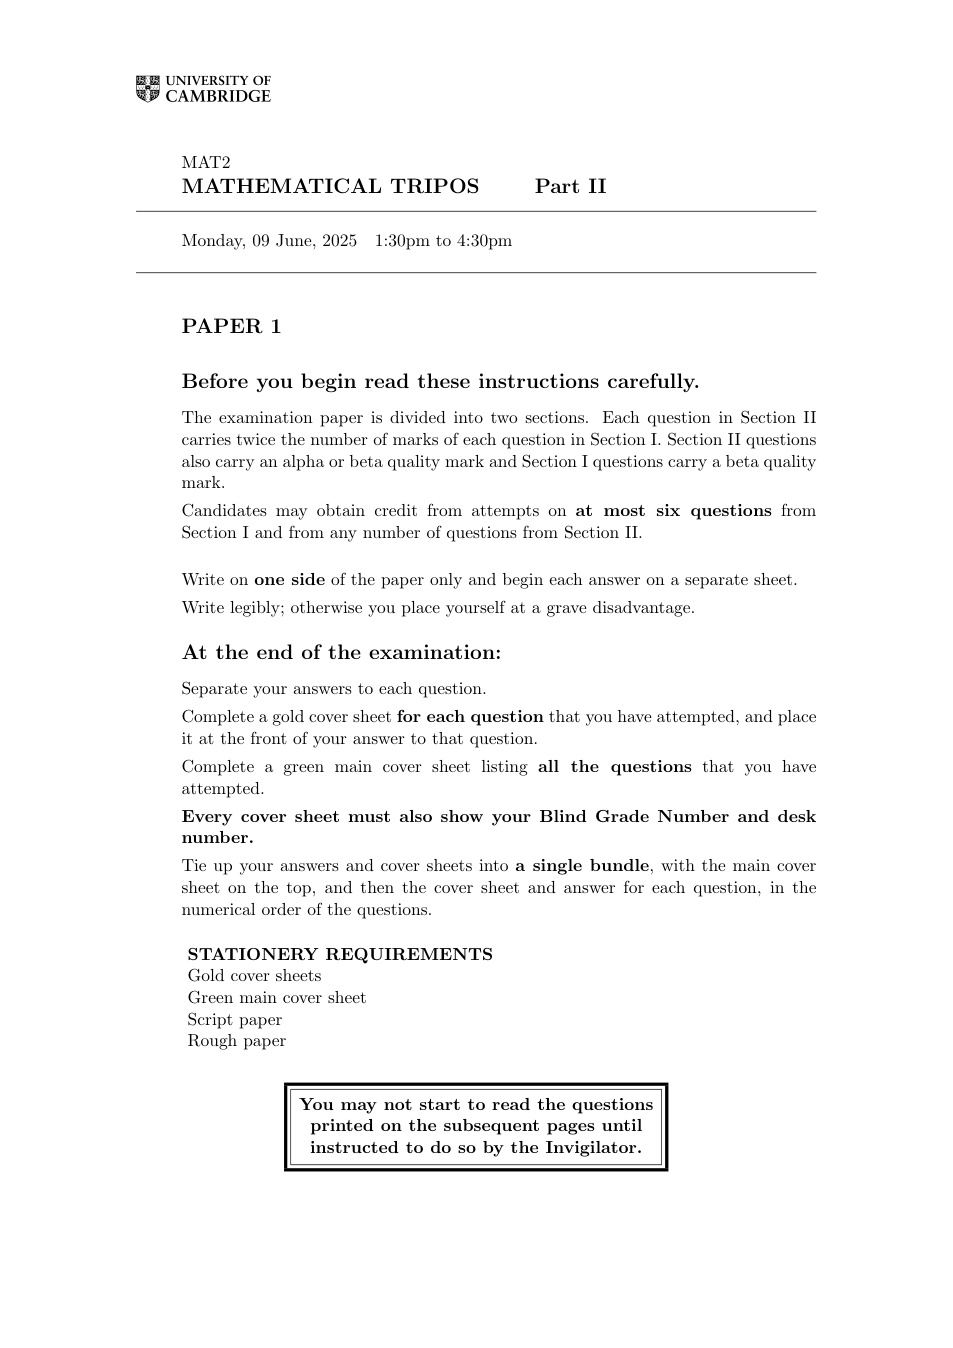 UNIVERSITY OF
CAMBRIDGE
MAT2
MATHEMATICAL TRIPOS Part II
Monday, 09 June, 2025 1:30pm to 4:30pm
PAPER 1
Before you begin read these instructions carefully.
The examination paper is divided into two sections. Each question in Section II
carries twice the number of marks of each question in Section I. Section II questions
also carry an alpha or beta quality mark and Section I questions carry a beta quality
mark.
Candidates may obtain credit from attempts on at most six questions from
Section I and from any number of questions from Section II.
Write on one side of the paper only and begin each answer on a separate sheet.
Write legibly; otherwise you place yourself at a grave disadvantage.
At the end of the examination:
Separate your answers to each question.
Complete a gold cover sheet for each question that you have attempted, and place
it at the front of your answer to that question.
Complete a green main cover sheet listing all the questions that you have
attempted.
Every cover sheet must also show your Blind Grade Number and desk
number.
Tie up your answers and cover sheets into a single bundle, with the main cover
sheet on the top, and then the cover sheet and answer for each question, in the
numerical order of the questions.
STATIONERY REQUIREMENTS
Gold cover sheets
Green main cover sheet
Script paper
Rough paper
You may not start to read the questions
printed on the subsequent pages until
instructed to do so by the Invigilator.